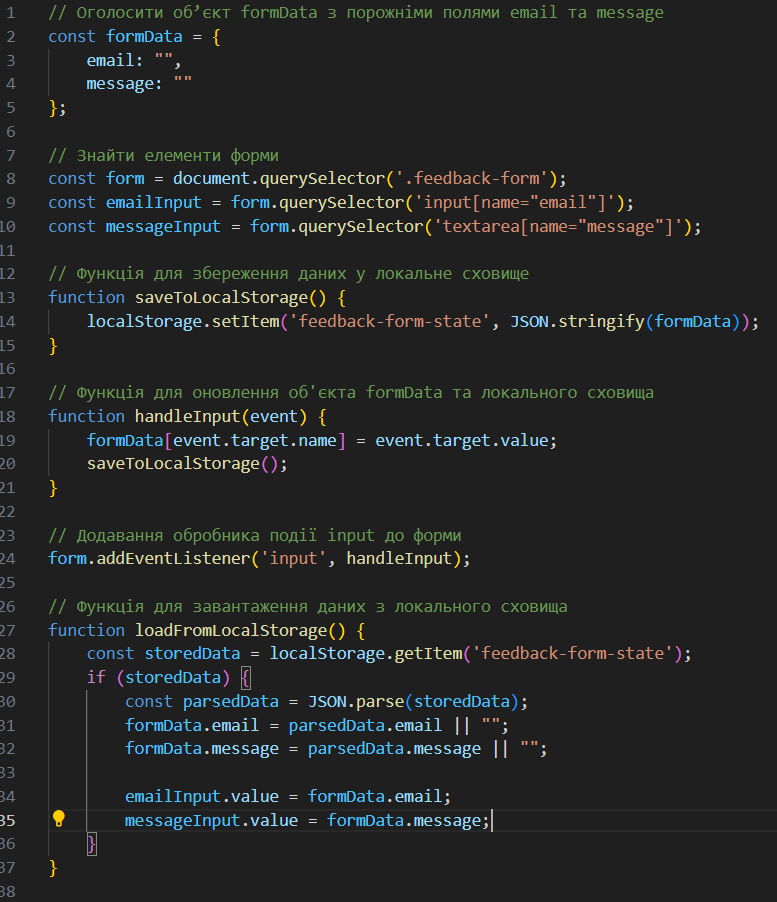 1 // Оголосити об’єкт formData з порожніми полями email та message
2 const formData = {
3     email: "",
4     message: ""
5 };
6
7 // Знайти елементи форми
8 const form = document.querySelector('.feedback-form');
9 const emailInput = form.querySelector('input[name="email"]');
10 const messageInput = form.querySelector('textarea[name="message"]');
11
12 // Функція для збереження даних у локальне сховище
13 function saveToLocalStorage() {
14     localStorage.setItem('feedback-form-state', JSON.stringify(formData));
15 }
16
17 // Функція для оновлення об'єкта formData та локального сховища
18 function handleInput(event) {
19     formData[event.target.name] = event.target.value;
20     saveToLocalStorage();
21 }
22
23 // Додавання обробника події input до форми
24 form.addEventListener('input', handleInput);
25
26 // Функція для завантаження даних з локального сховища
27 function loadFromLocalStorage() {
28     const storedData = localStorage.getItem('feedback-form-state');
29     if (storedData) {
30         const parsedData = JSON.parse(storedData);
31         formData.email = parsedData.email || "";
32         formData.message = parsedData.message || "";
33
34         emailInput.value = formData.email;
35         messageInput.value = formData.message;
36     }
37 }
38